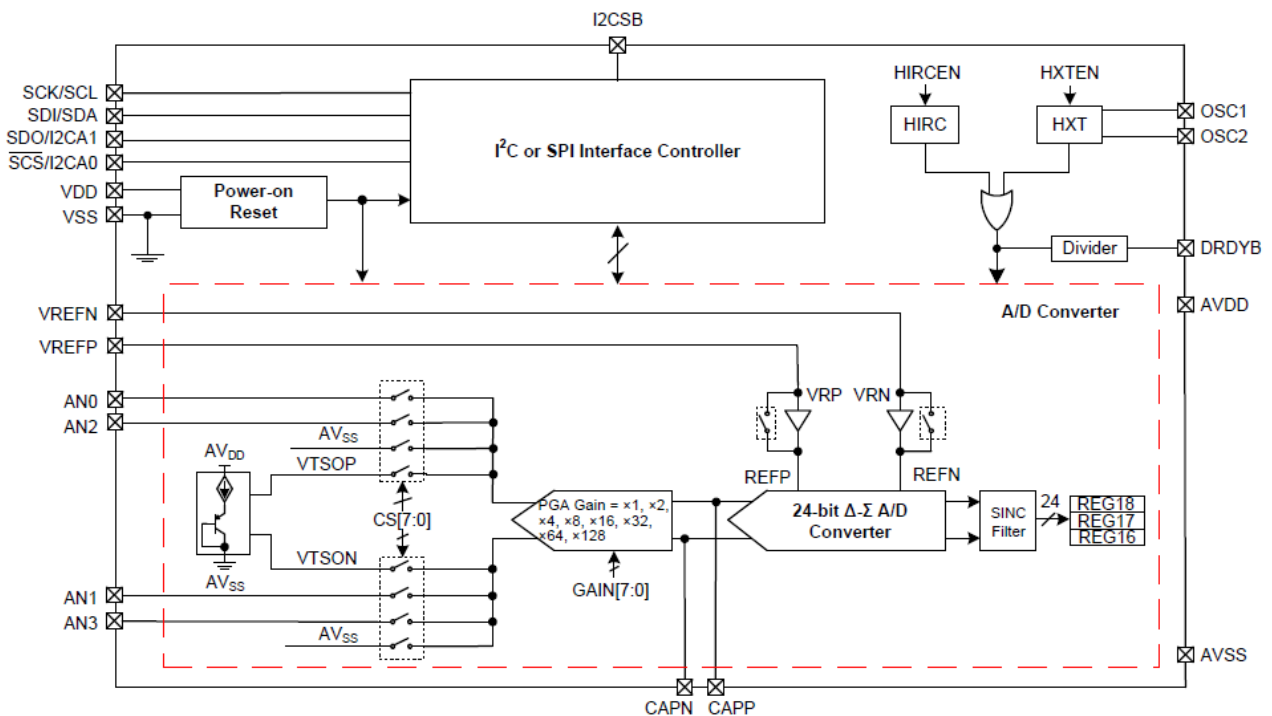 I2CSB
SCK/SCL
SDI/SDA
SDO/I2CA1
SCS/I2CA0
VDD
VSS
Power-on
Reset
I²C or SPI Interface Controller
HIRCEN
HXTEN
HIRC
HXT
OSC1
OSC2
Divider
DRDYB
A/D Converter
AVDD
VREFN
VREFP
AN0
AN2
AVSS
AVDD
VTSOP
CS[7:0]
VTSON
AVSS
AN1
AN3
AVSS
PGA Gain = ×1, ×2,
×4, ×8, ×16, ×32,
×64, ×128
GAIN[7:0]
VRP
VRN
REFP
REFN
24-bit Δ-Σ A/D
Converter
SINC
Filter
24
REG18
REG17
REG16
AVSS
CAPN
CAPP